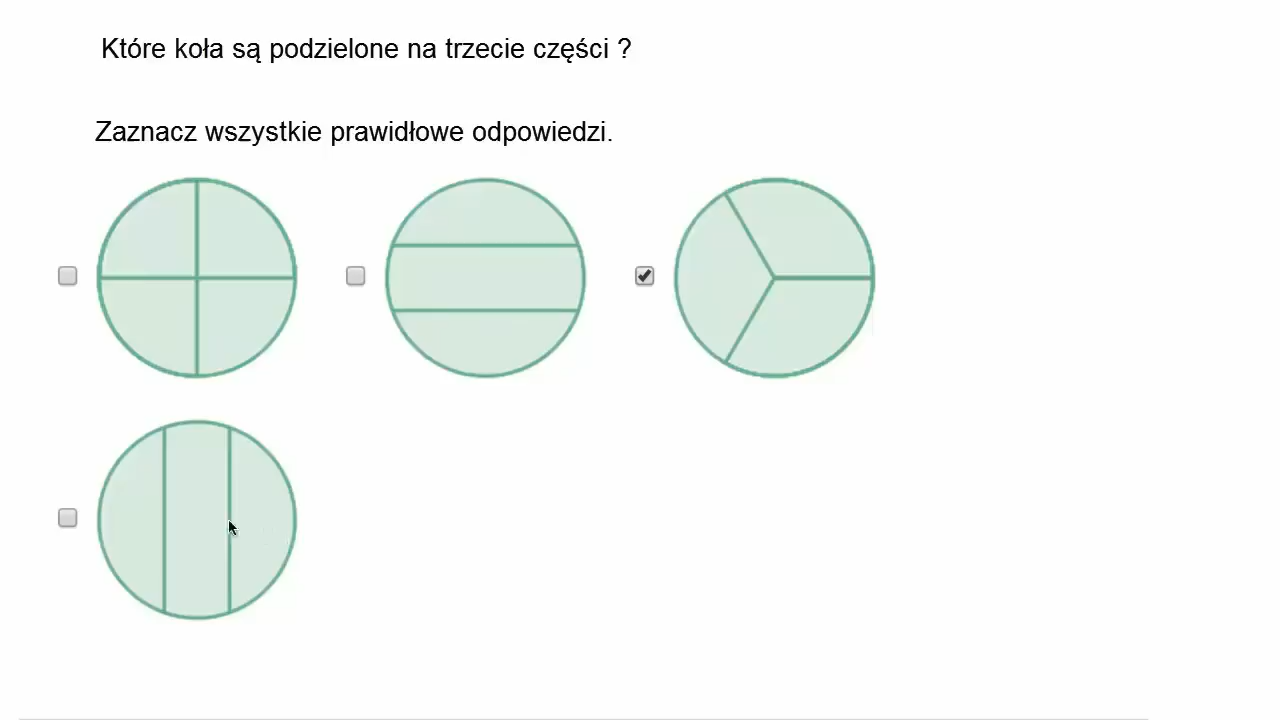 Które koła są podzielone na trzecie części ?
Zaznacz wszystkie prawidłowe odpowiedzi.